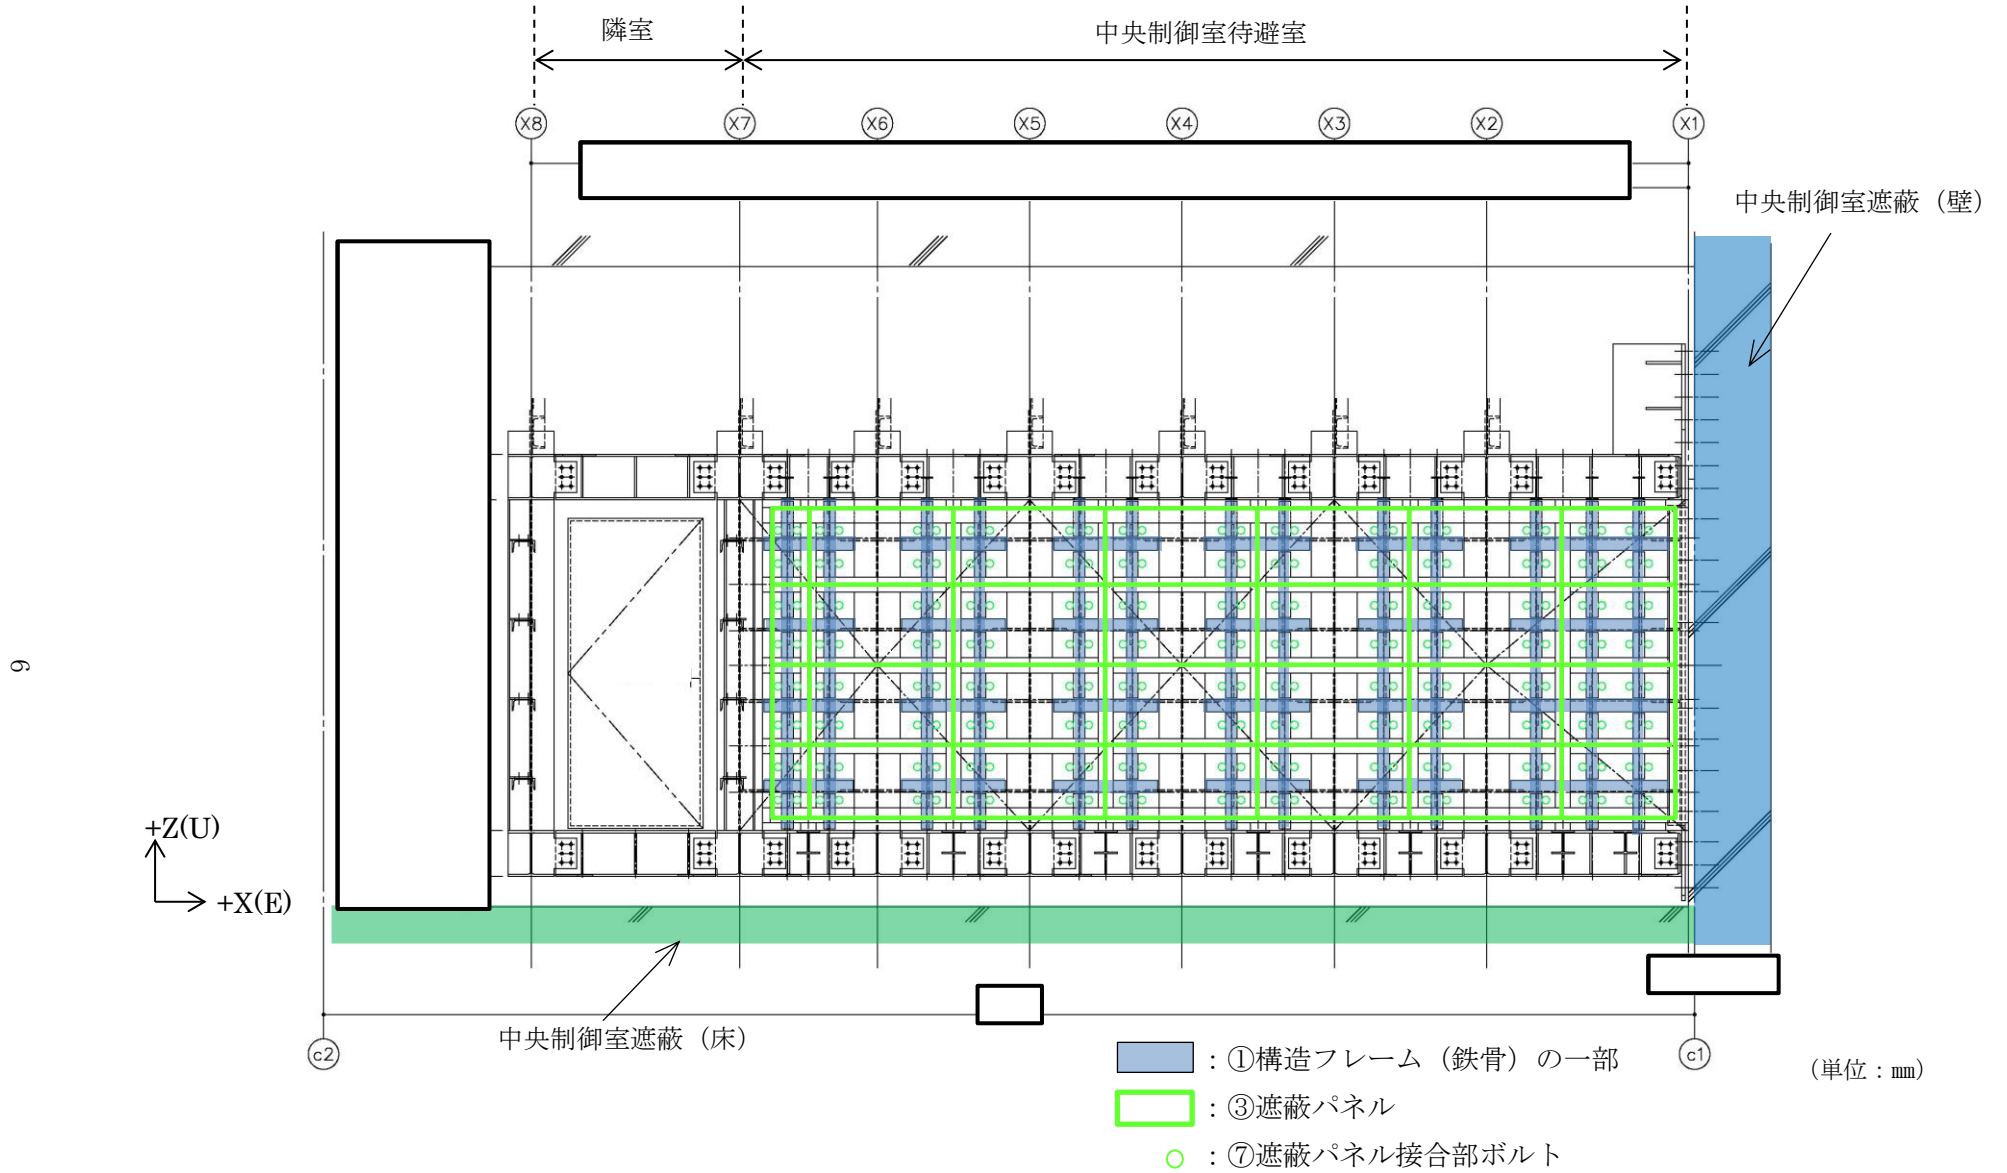 隣室
中央制御室待避室
X8
X7
X6
X5
X4
X3
X2
X1
中央制御室遮蔽（壁）
9
+Z(U)
+X(E)
中央制御室遮蔽（床）
c2
c1
：①構造フレーム（鉄骨）の一部
（単位：㎜）
：③遮蔽パネル
：⑦遮蔽パネル接合部ボルト